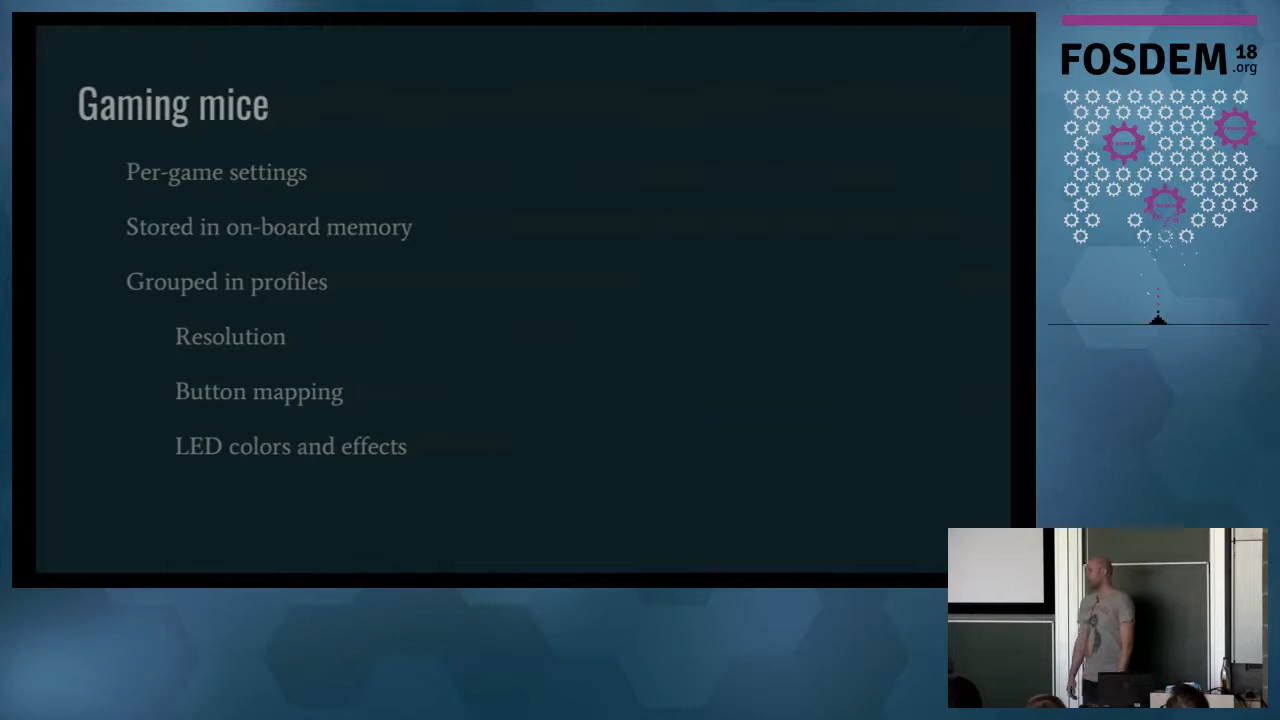 Gaming mice
Per-game settings
Stored in on-board memory
Grouped in profiles
Resolution
Button mapping
LED colors and effects
FOSDEM 18
.org